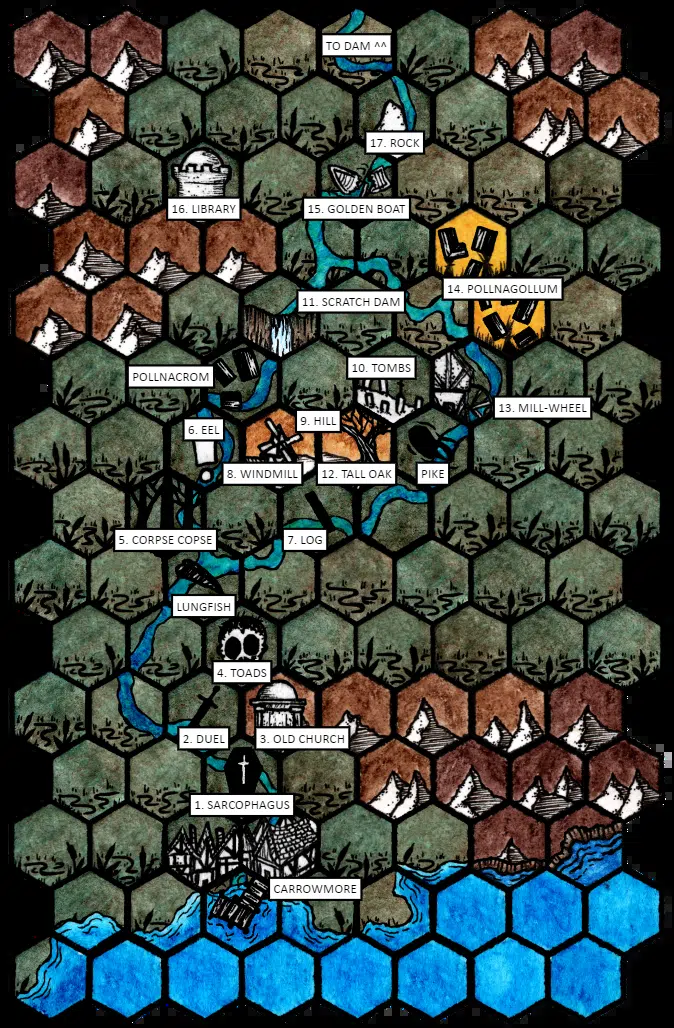 TO DAM ^^
17. ROCK
16. LIBRARY
15. GOLDEN BOAT
14. POLLNAGOLLUM
11. SCRATCH DAM
10. TOMBS
POLLNACROM
13. MILL-WHEEL
9. HILL
6. EEL
8. WINDMILL
12. TALL OAK
PIKE
5. CORPSE COPSE
7. LOG
LUNGFISH
4. TOADS
2. DUEL
3. OLD CHURCH
1. SARCOPHAGUS
CARROWMORE